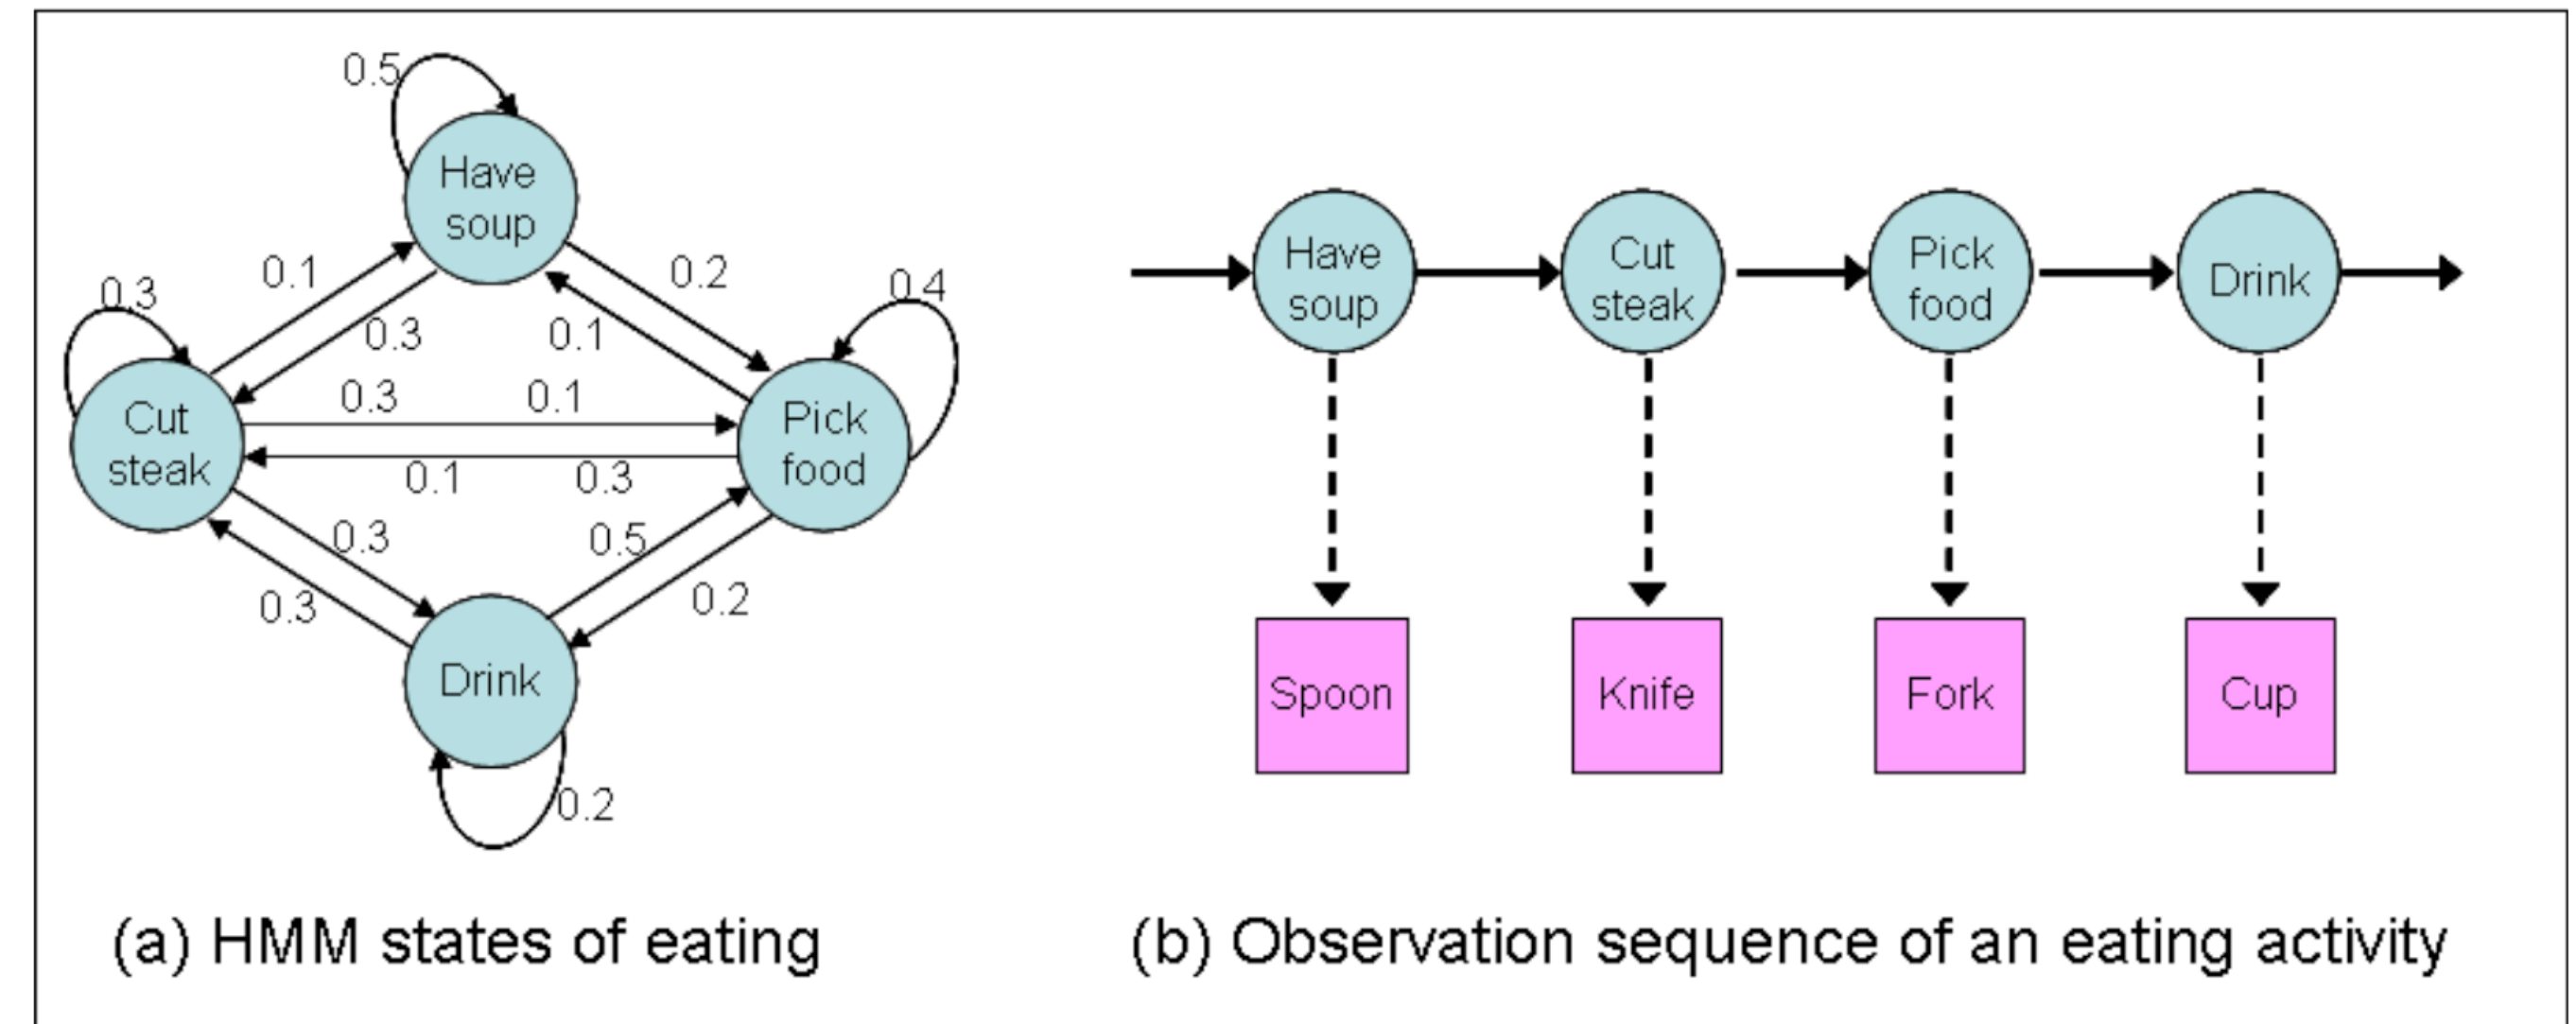 0.5
Have
soup
0.1
0.2
0.3
0.4
0.3
0.1
0.3
0.1
Cut
steak
Pick
food
0.1
0.3
0.3
0.5
0.3
0.2
Drink
0.2
(a) HMM states of eating
Have
soup
Cut
steak
Pick
food
Drink
Spoon
Knife
Fork
Cup
(b) Observation sequence of an eating activity